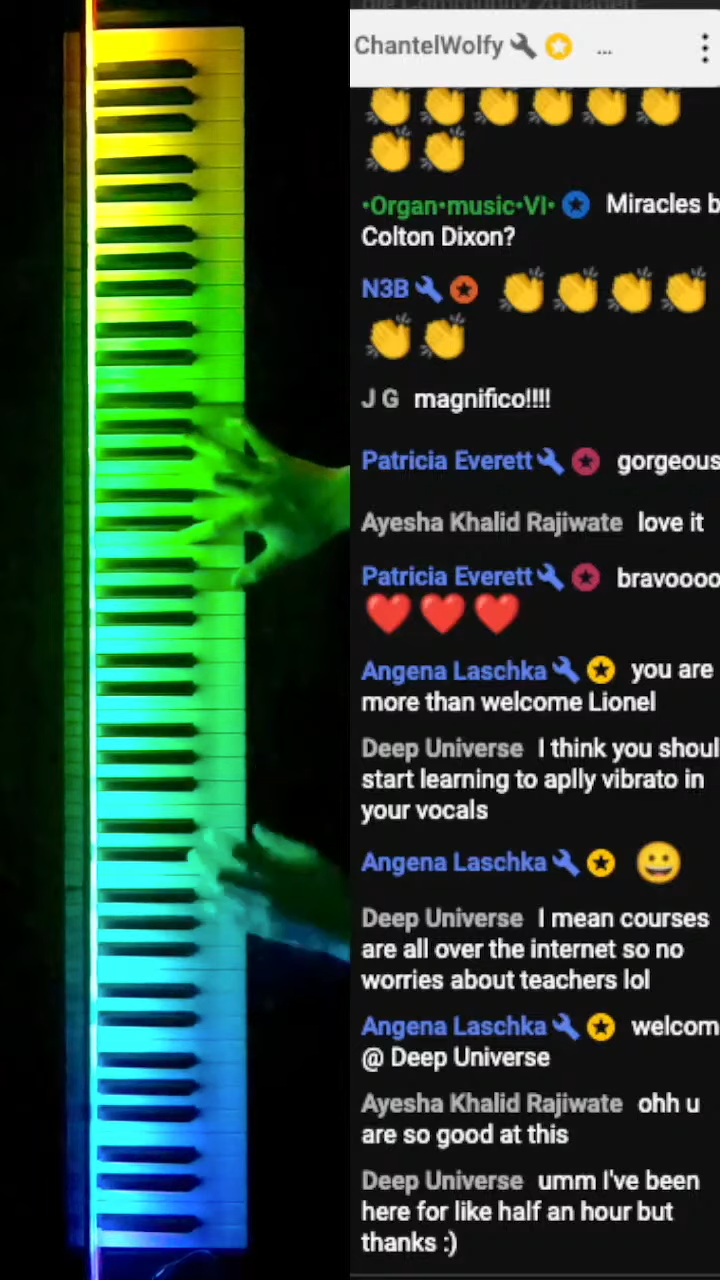 ChantelWolfy ...
•Organ•music•VI• Miracles b
Colton Dixon?
N3B
J G magnifico!!!!
Patricia Everett gorgeous
Ayesha Khalid Rajiwate love it
Patricia Everett bravoooo
Angena Laschka you are
more than welcome Lionel
Deep Universe I think you shoul
start learning to aplly vibrato in
your vocals
Angena Laschka
Deep Universe I mean courses
are all over the internet so no
worries about teachers lol
Angena Laschka welcom
@ Deep Universe
Ayesha Khalid Rajiwate ohh u
are so good at this
Deep Universe umm I've been
here for like half an hour but
thanks :)